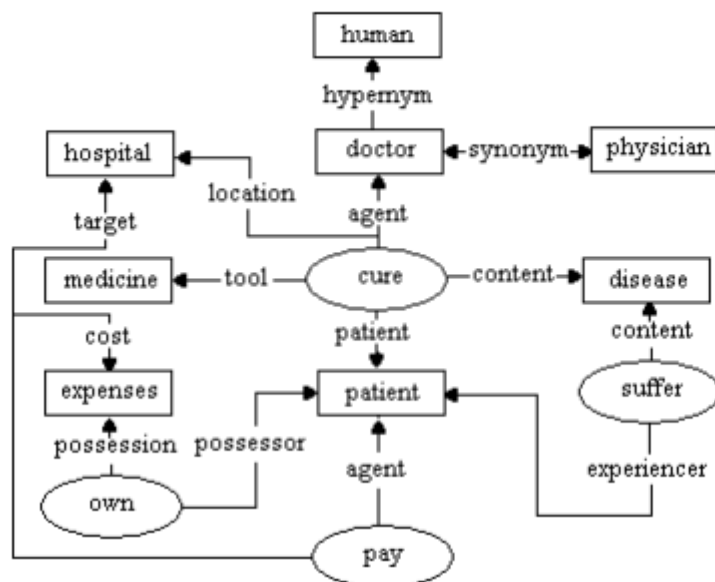 human
hypernym
hospital
doctor
synonym
physician
location
target
agent
medicine
tool
cure
content
disease
cost
patient
content
expenses
patient
suffer
possession
possessor
agent
experiencer
own
pay